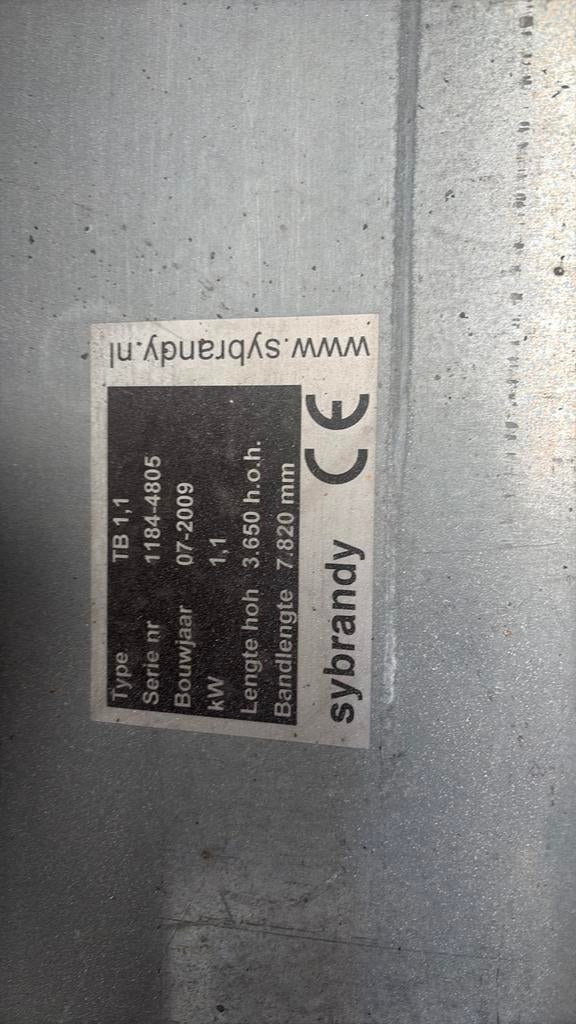 Type TB 1,1
Serie nr 1184-4805
Bouwjaar 07-2009
kW 1,1
Lengte hoh 3.650 h.o.h.
Bandlengte 7.820 mm
sybrandy CE
www.sybrandy.nl